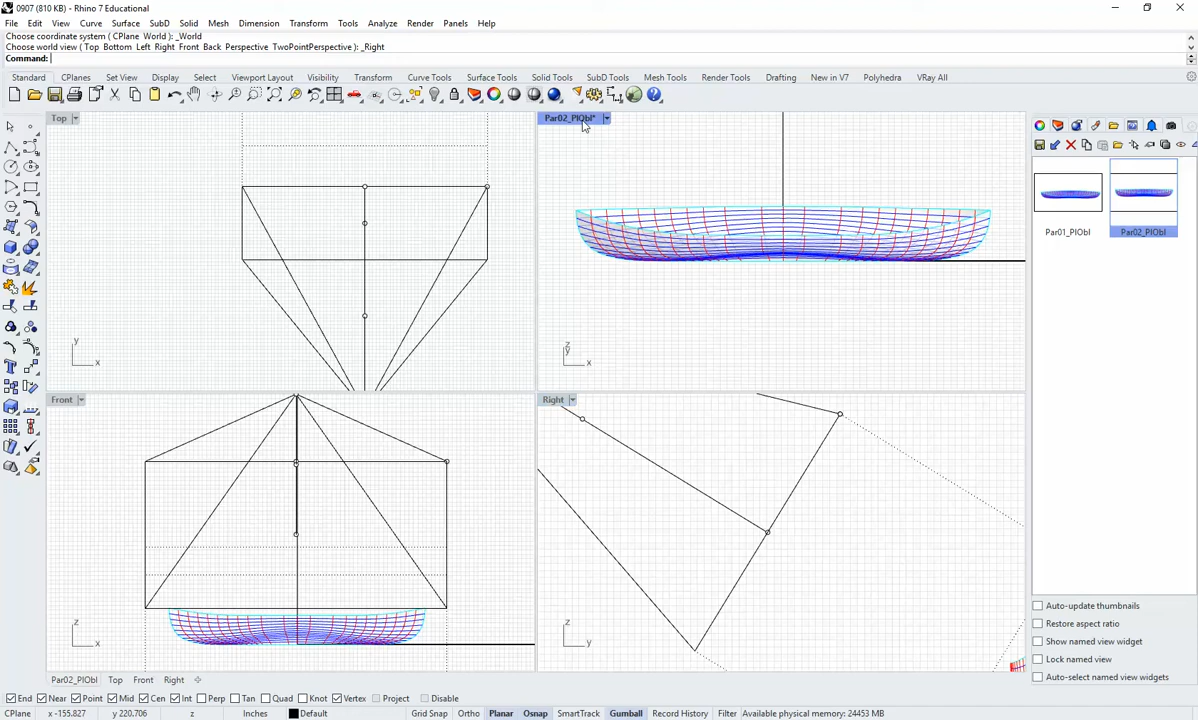 0907 (810 KB) - Rhino 7 Educational
File Edit View Curve Surface SubD Solid Mesh Dimension Transform Tools Analyze Render Panels Help
Choose coordinate system ( CPlane World ): _World
Choose world view ( Top Bottom Left Right Front Back Perspective TwoPointPerspective ): _Right
Command:
Standard CPlanes Set View Display Select Viewport Layout Visibility Transform Curve Tools Surface Tools Solid Tools SubD Tools Mesh Tools Render Tools Drafting New in V7 Polyhedra VRay All
Top
Par02_PlObl*
y
x
z
y
x
Par01_PlObl
Par02_PlObl
Front
Right
z
x
z
y
Auto-update thumbnails
Restore aspect ratio
Show named view widget
Lock named view
Auto-select named view widgets
Par02_PlObl Top Front Right
End Near Point Mid Cen Int Perp Tan Quad Knot Vertex Project Disable
CPlane x -155.827 y 220.706 z Inches Default Grid Snap Ortho Planar Osnap SmartTrack Gumball Record History Filter Available physical memory: 24453 MB